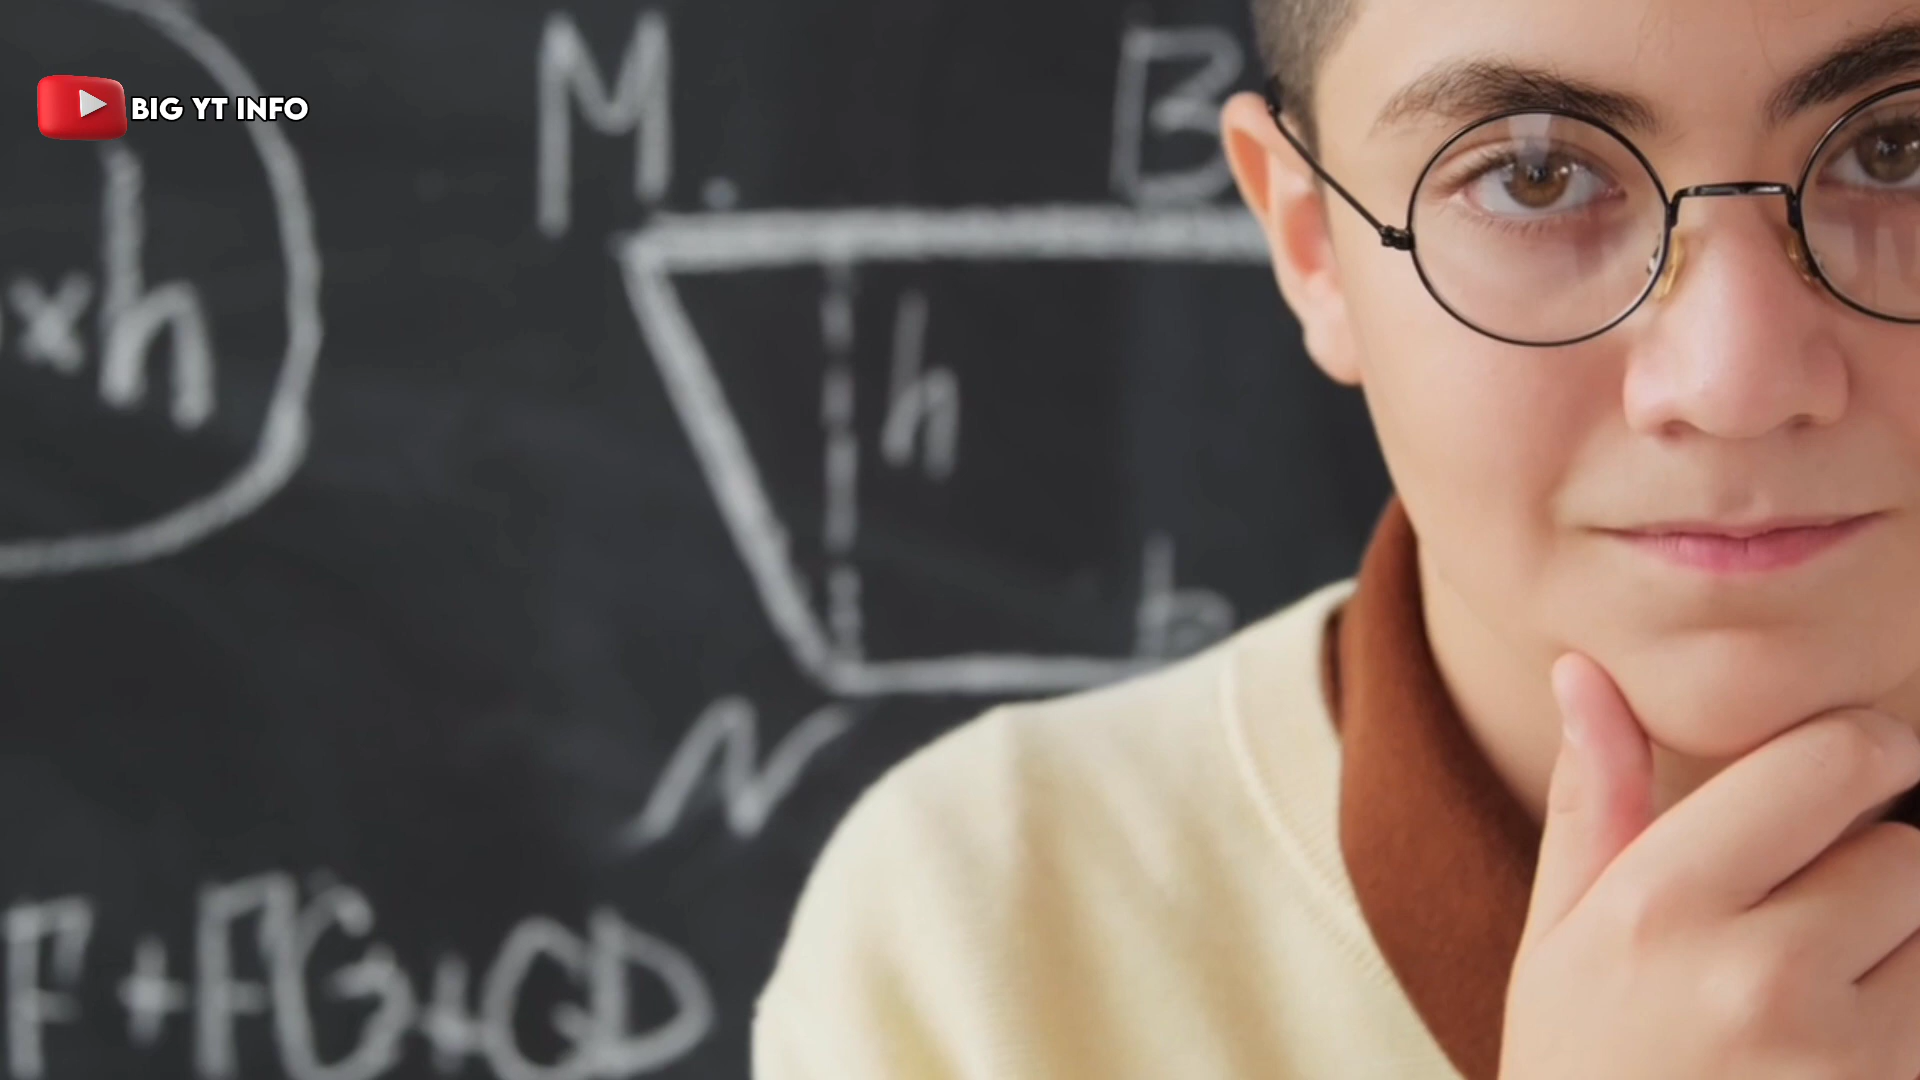 BIG YT INFO
M. B
×h
h
b
N
F+FG+GD